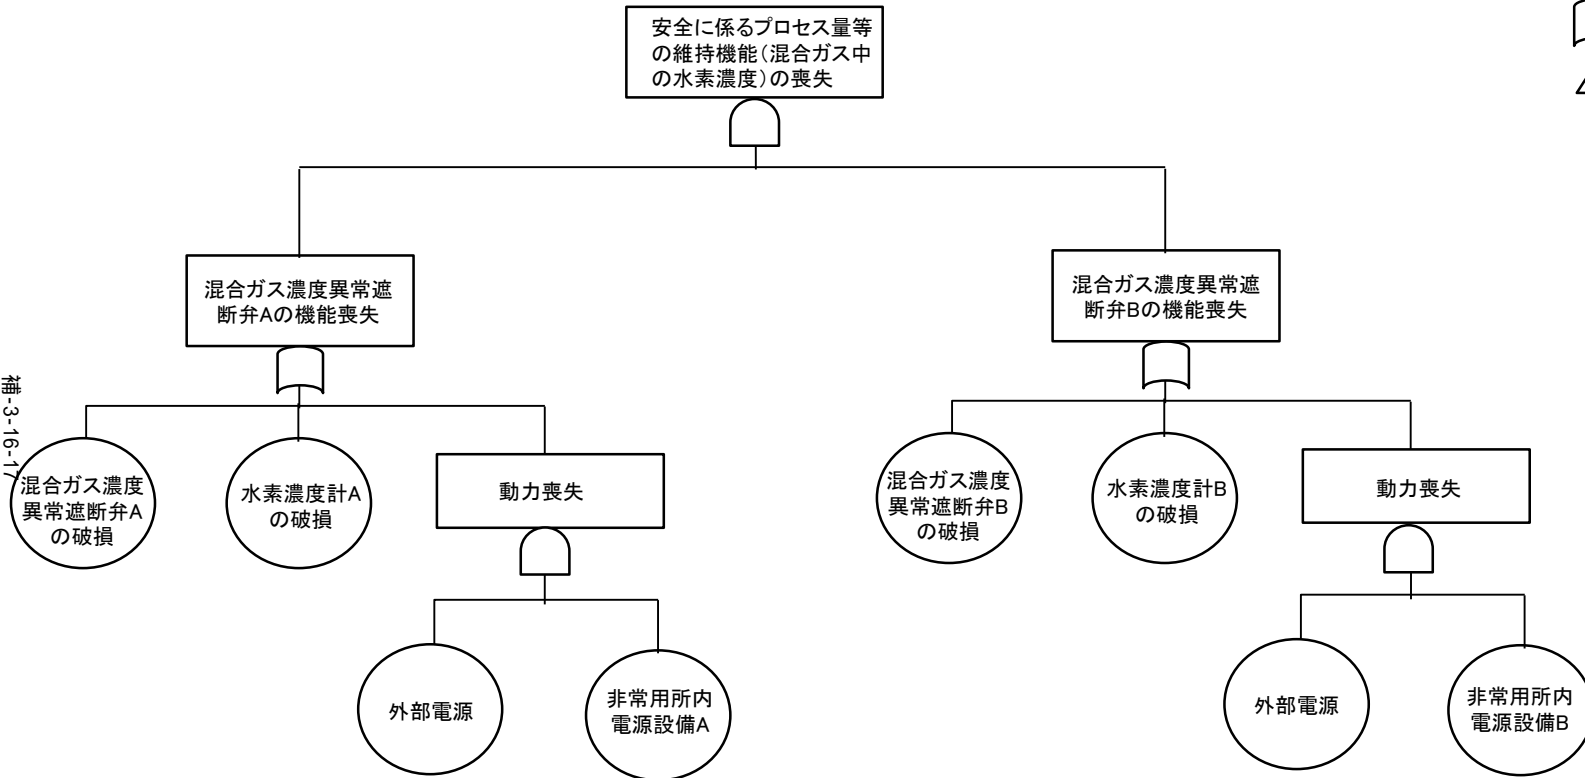 安全に係るプロセス量等
の維持機能(混合ガス中
の水素濃度)の喪失
混合ガス濃度異常遮
断弁Aの機能喪失
混合ガス濃度異常遮
断弁Bの機能喪失
補-3-16-17
混合ガス濃度
異常遮断弁A
の破損
水素濃度計A
の破損
動力喪失
混合ガス濃度
異常遮断弁B
の破損
水素濃度計B
の破損
動力喪失
外部電源
非常用所内
電源設備A
外部電源
非常用所内
電源設備B